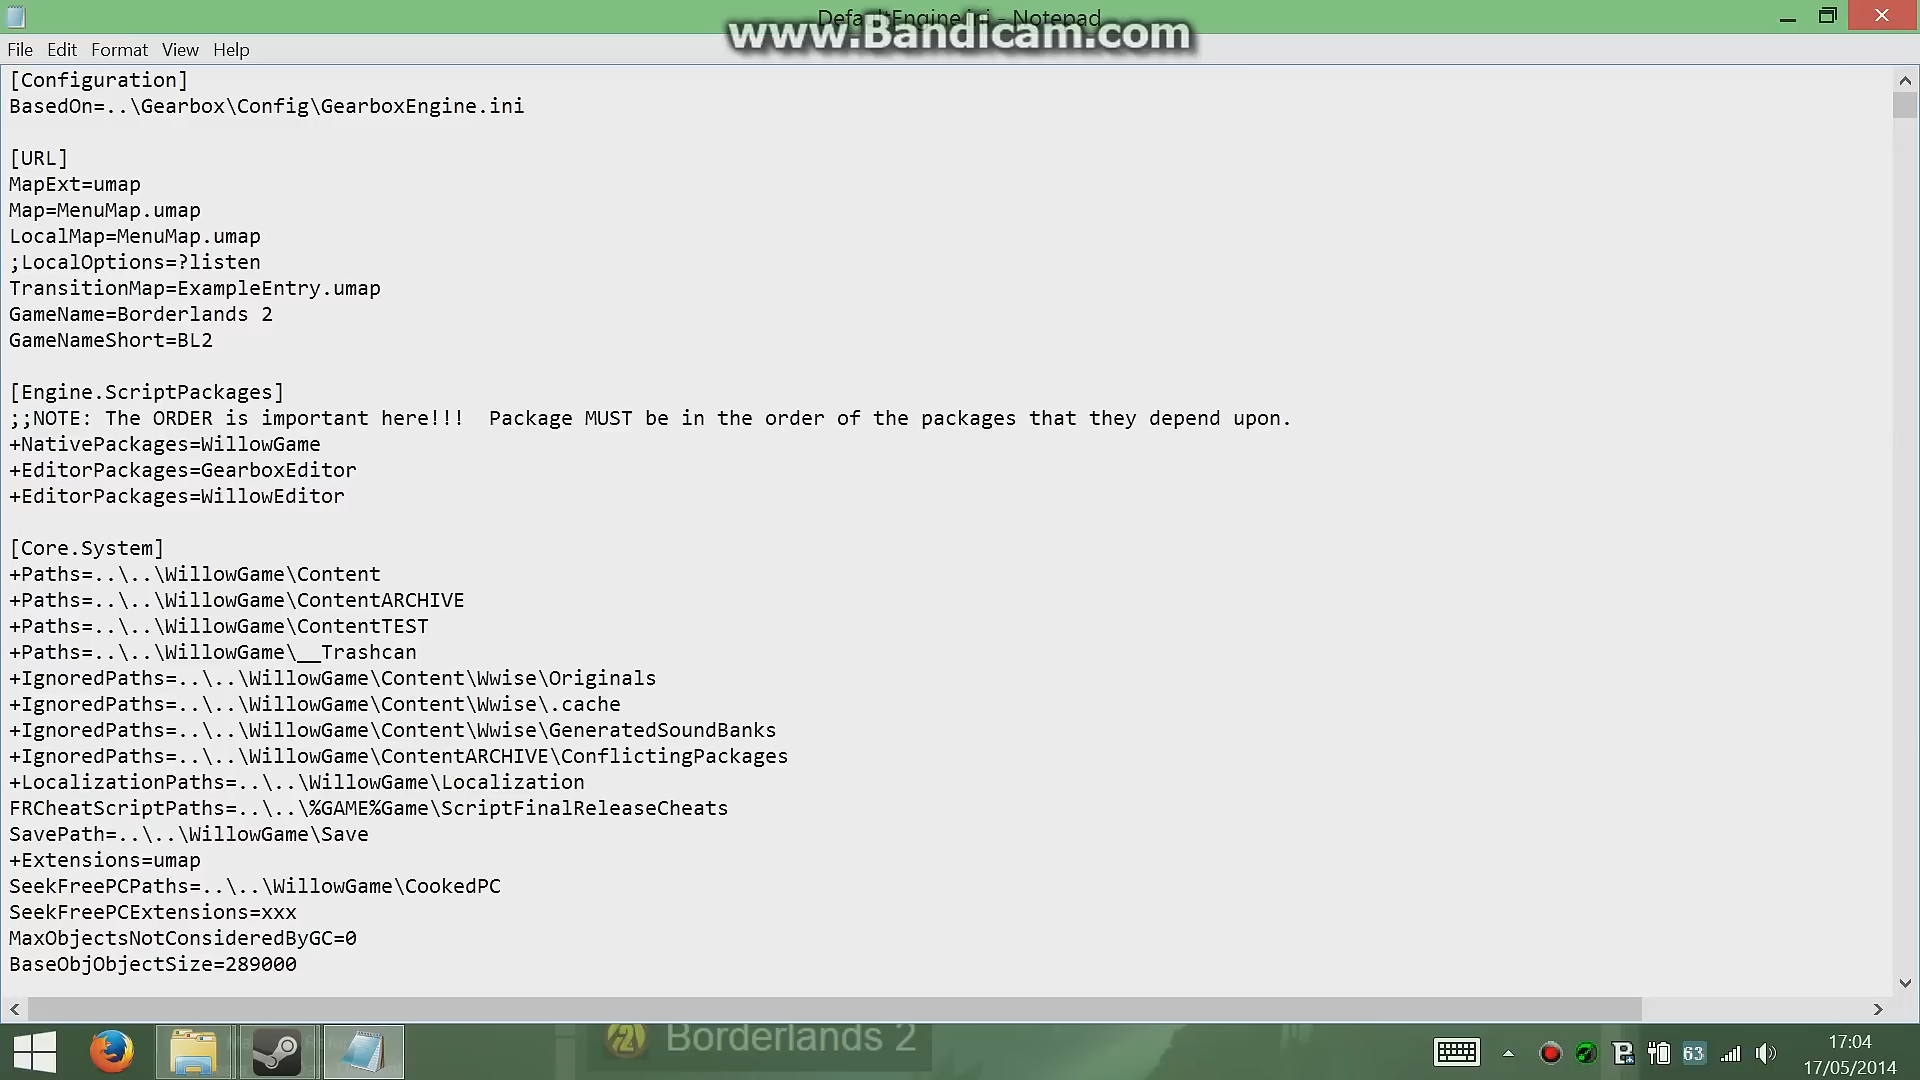 DefaultEngine.ini - Notepad
www.Bandicam.com
File Edit Format View Help
[Configuration]
BasedOn=..\Gearbox\Config\GearboxEngine.ini
[URL]
MapExt=umap
Map=MenuMap.umap
LocalMap=MenuMap.umap
;LocalOptions=?listen
TransitionMap=ExampleEntry.umap
GameName=Borderlands 2
GameNameShort=BL2
[Engine.ScriptPackages]
;;NOTE: The ORDER is important here!!!  Package MUST be in the order of the packages that they depend upon.
+NativePackages=WillowGame
+EditorPackages=GearboxEditor
+EditorPackages=WillowEditor
[Core.System]
+Paths=..\..\WillowGame\Content
+Paths=..\..\WillowGame\ContentARCHIVE
+Paths=..\..\WillowGame\ContentTEST
+Paths=..\..\WillowGame\__Trashcan
+IgnoredPaths=..\..\WillowGame\Content\Wwise\Originals
+IgnoredPaths=..\..\WillowGame\Content\Wwise\.cache
+IgnoredPaths=..\..\WillowGame\Content\Wwise\GeneratedSoundBanks
+IgnoredPaths=..\..\WillowGame\ContentARCHIVE\ConflictingPackages
+LocalizationPaths=..\..\WillowGame\Localization
FRCheatScriptPaths=..\..\%GAME%Game\ScriptFinalReleaseCheats
SavePath=..\..\WillowGame\Save
+Extensions=umap
SeekFreePCPaths=..\..\WillowGame\CookedPC
SeekFreePCExtensions=xxx
MaxObjectsNotConsideredByGC=0
BaseObjObjectSize=289000
Borderlands 2
63
17:04
17/05/2014